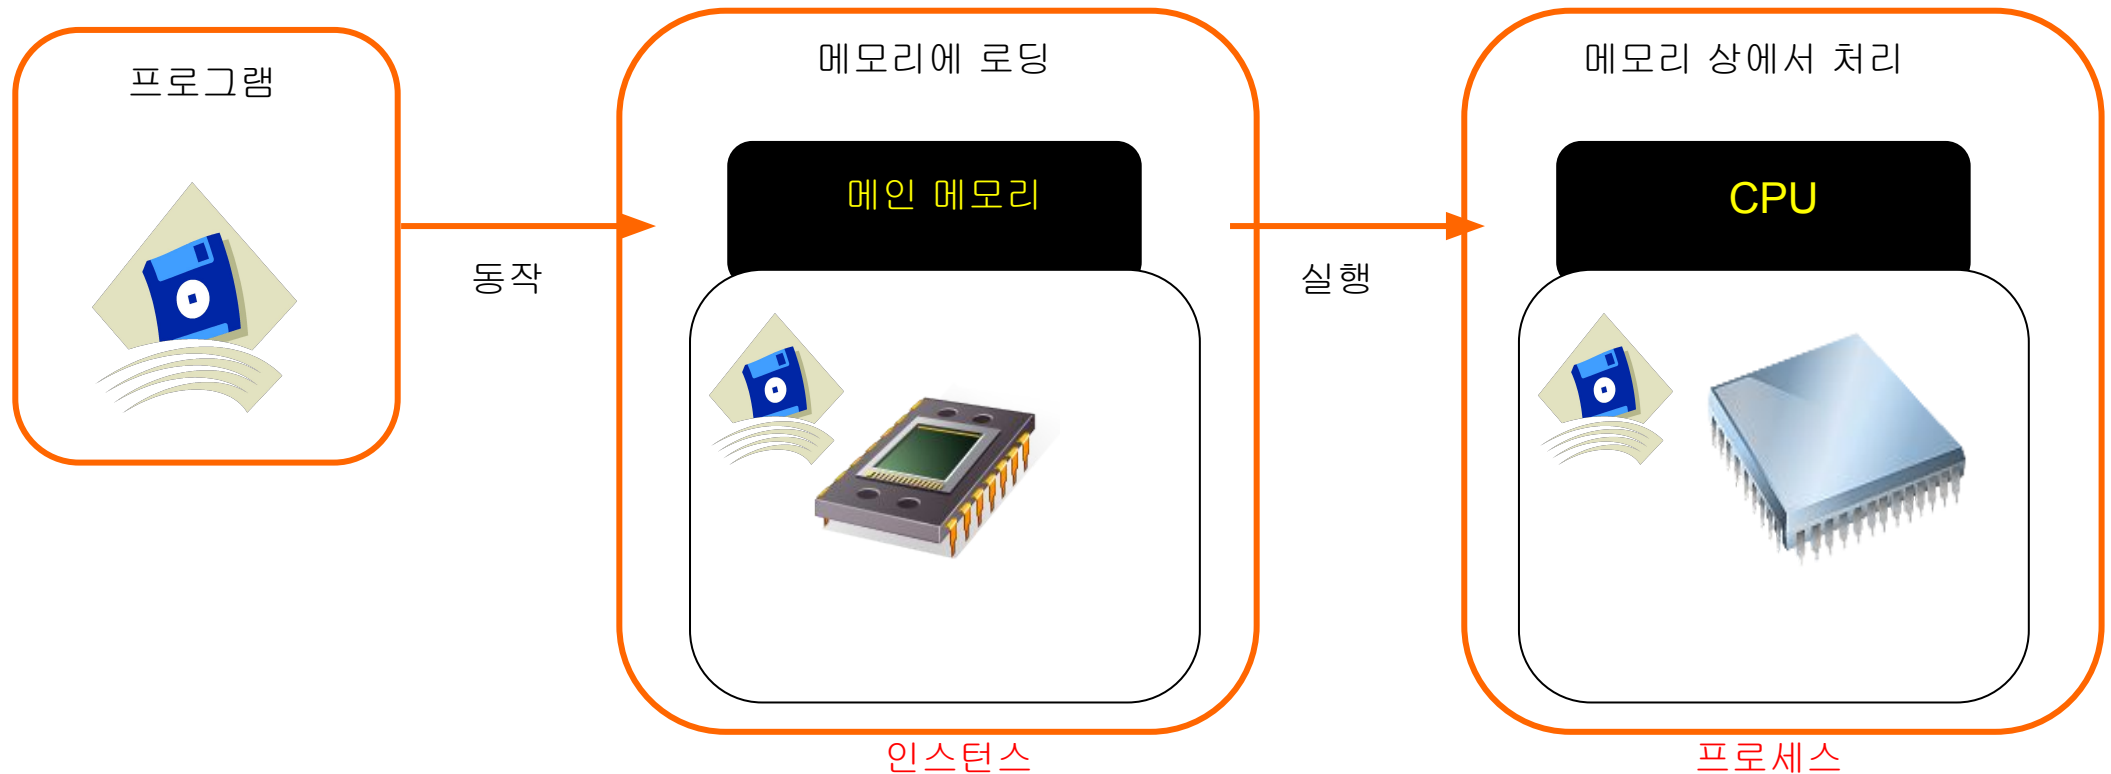 프로그램
동작
메모리에 로딩
메인 메모리
인스턴스
실행
메모리 상에서 처리
CPU
프로세스